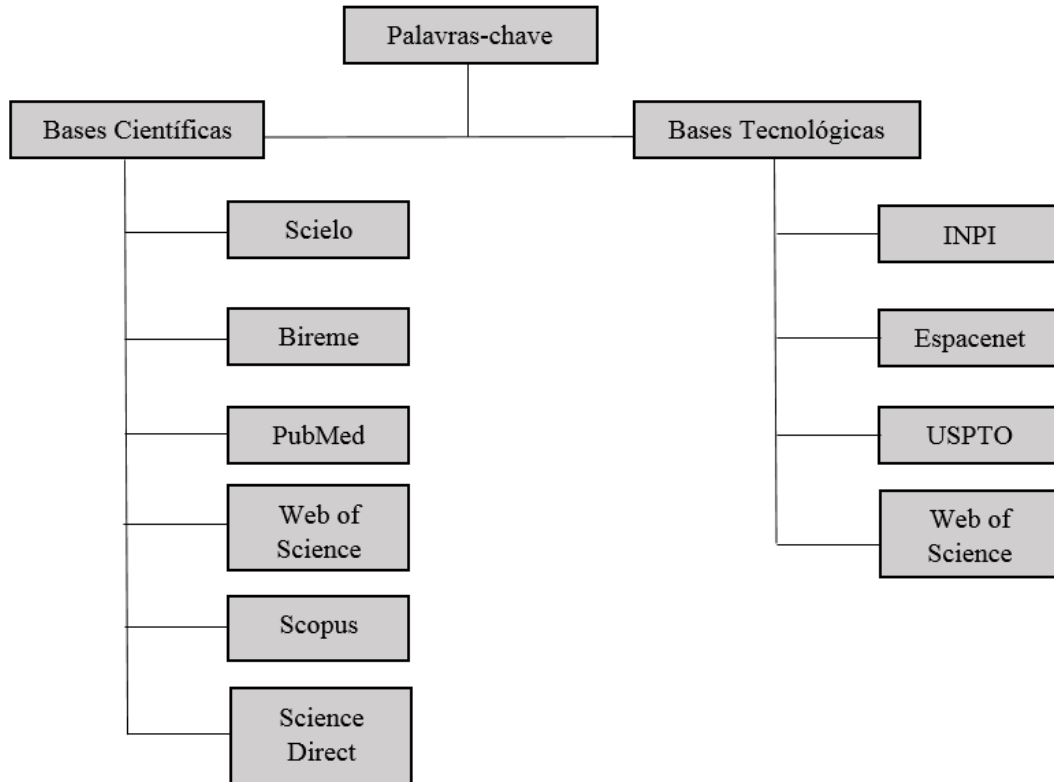 Palavras-chave
Bases Científicas
Scielo
Bireme
PubMed
Web of
Science
Scopus
Science
Direct
Bases Tecnológicas
INPI
Espacenet
USPTO
Web of
Science